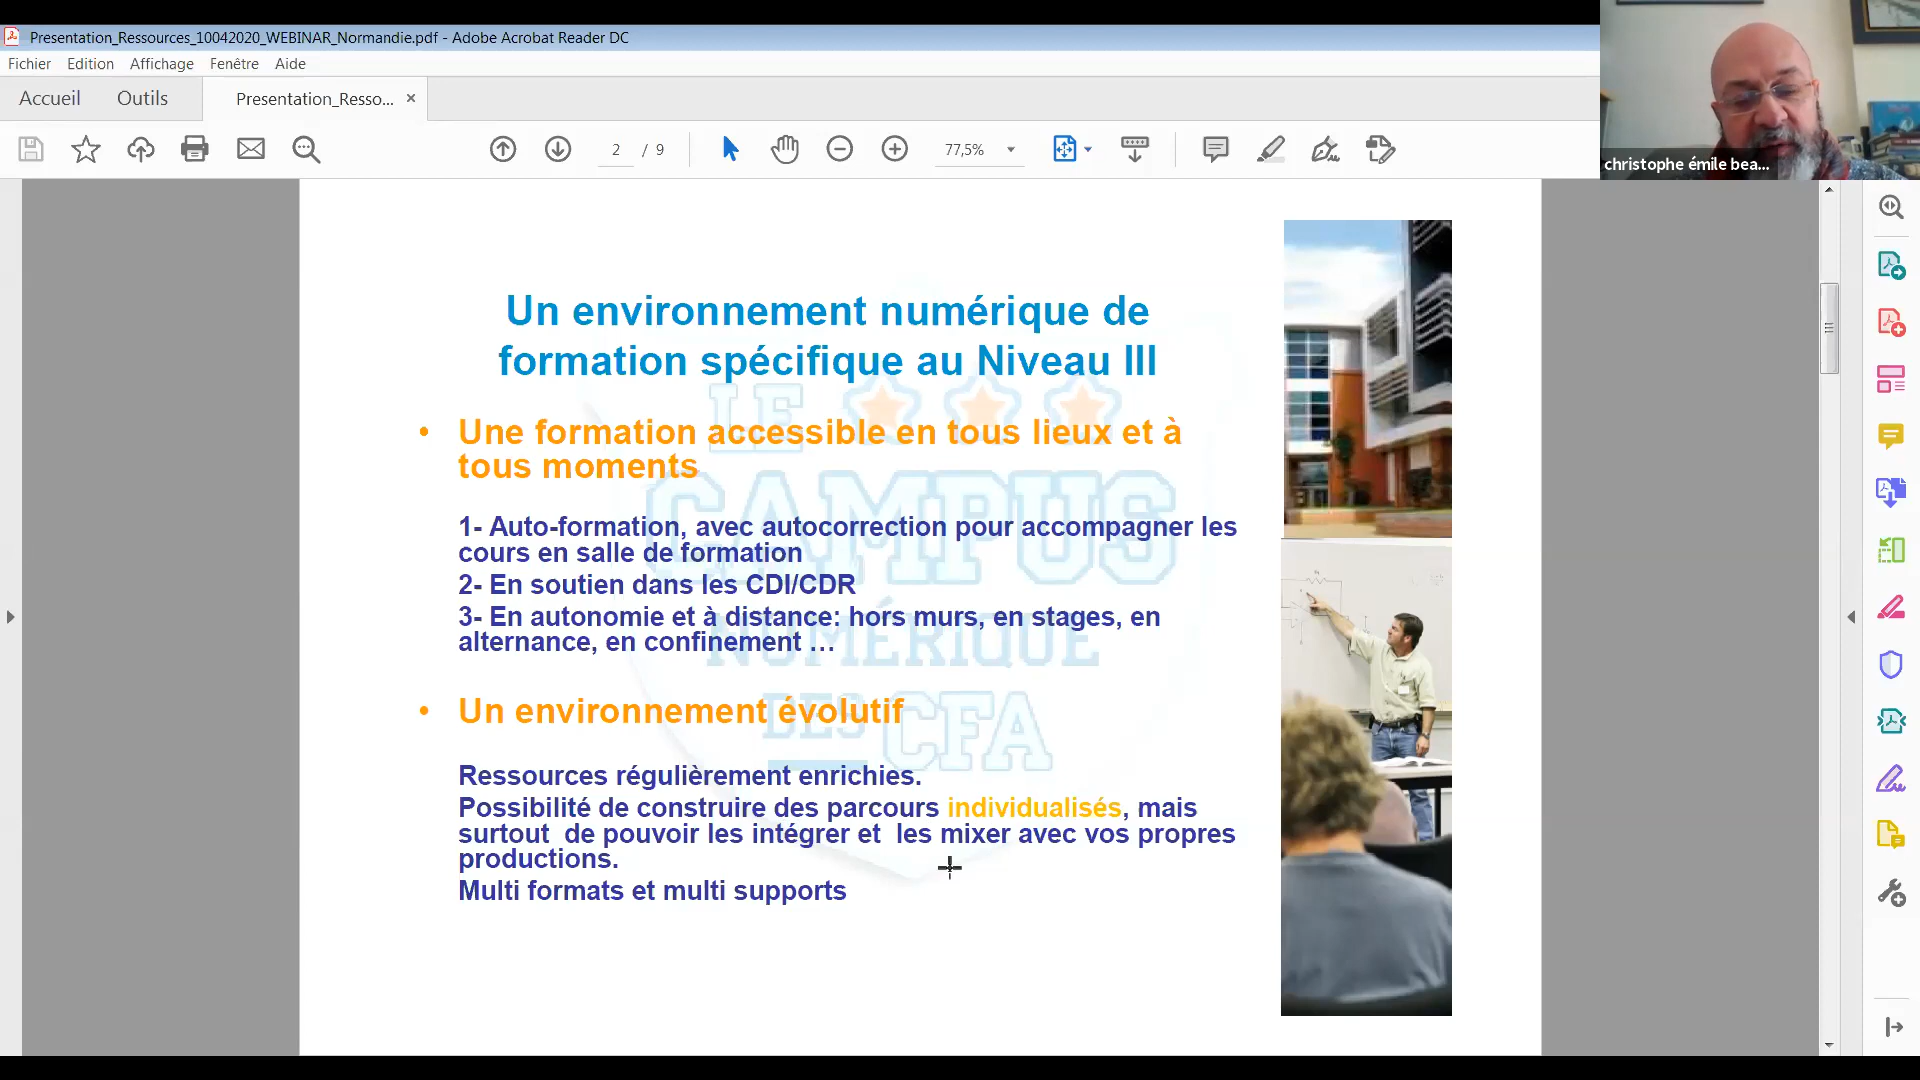 Presentation_Ressources_10042020_WEBINAR_Normandie.pdf - Adobe Acrobat Reader DC
Fichier Edition Affichage Fenêtre Aide
Accueil Outils Presentation_Resso... ×
2 / 9 77,5%
christophe émile bea...
Un environnement numérique de
formation spécifique au Niveau III
• Une formation accessible en tous lieux et à
tous moments
1- Auto-formation, avec autocorrection pour accompagner les
cours en salle de formation
2- En soutien dans les CDI/CDR
3- En autonomie et à distance: hors murs, en stages, en
alternance, en confinement …
• Un environnement évolutif
Ressources régulièrement enrichies.
Possibilité de construire des parcours individualisés, mais
surtout de pouvoir les intégrer et les mixer avec vos propres
productions.
Multi formats et multi supports
LE
CAMPUS
NUMÉRIQUE
DES CFA